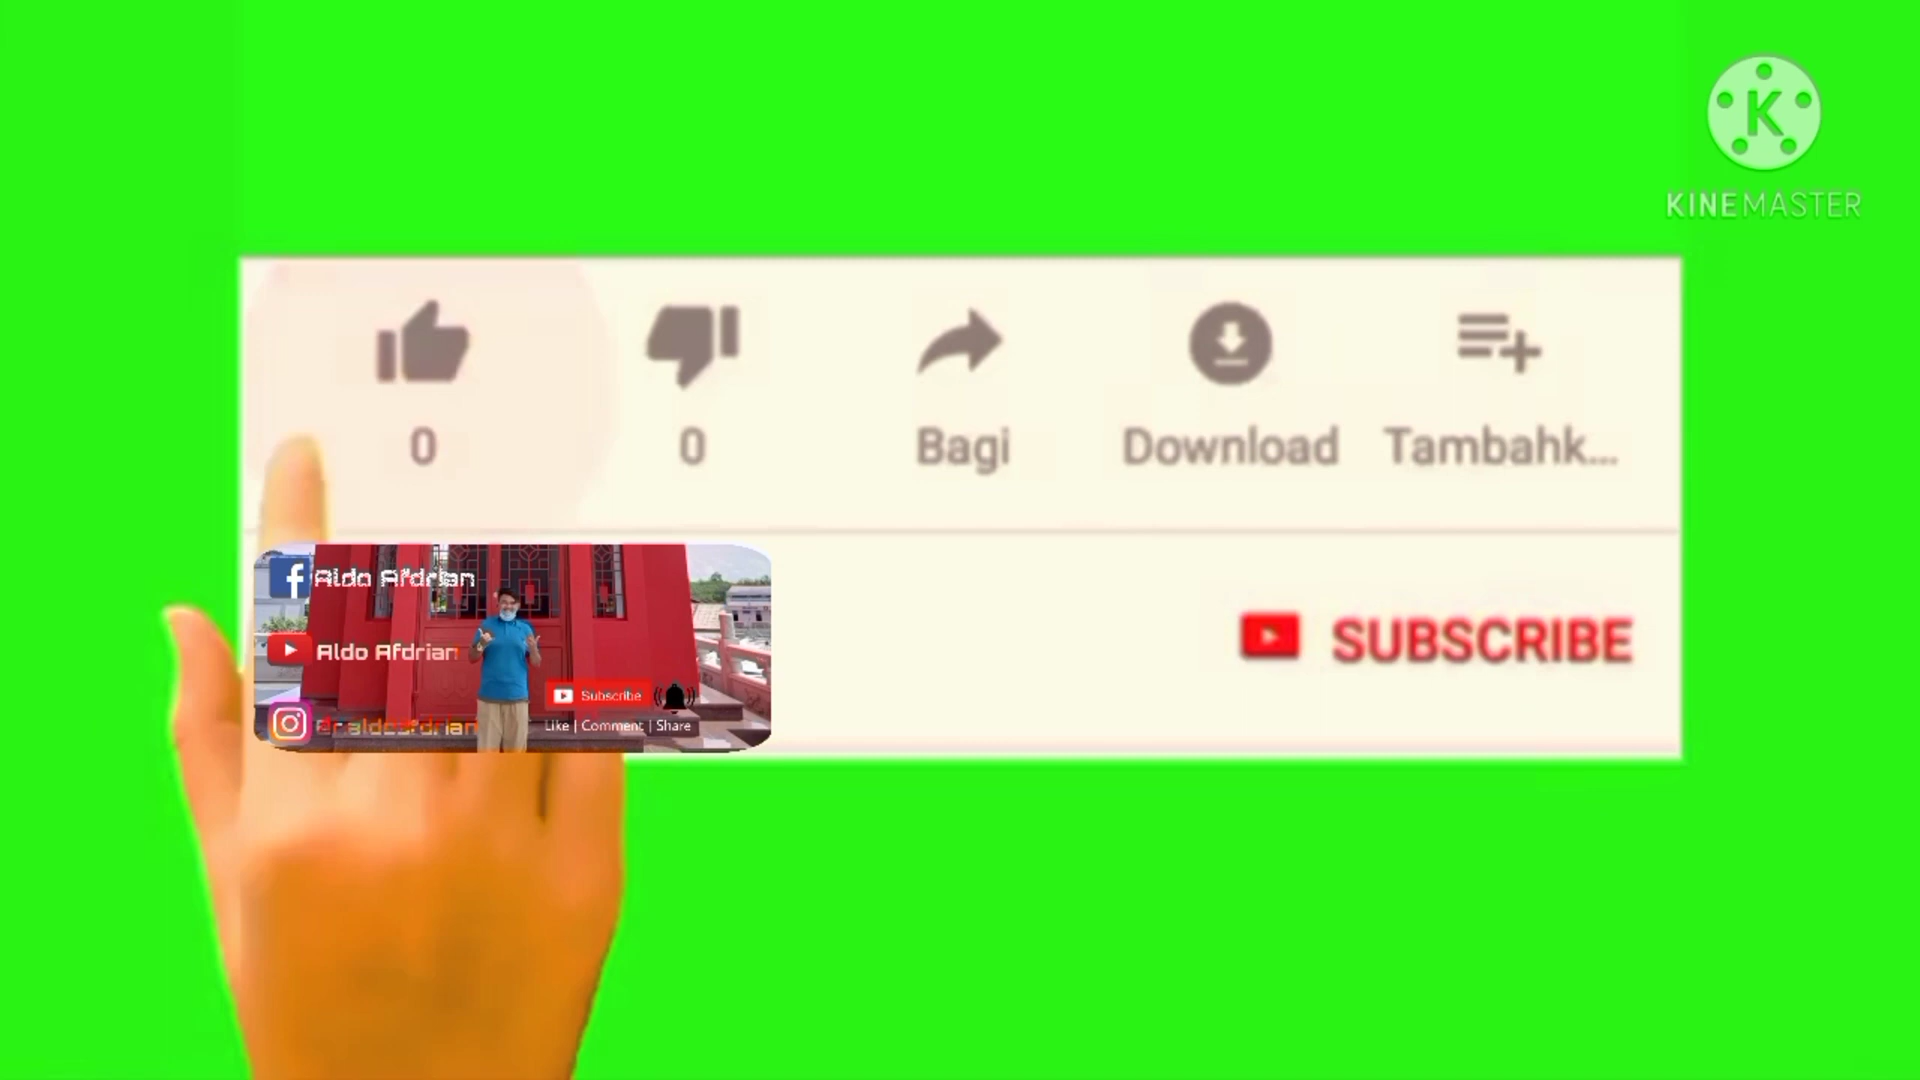 KINEMASTER
0
0
Bagi
Download
Tambahk...
Aldo Afdrian
Aldo Afdrian
SUBSCRIBE
Subscribe
Like | Comment | Share